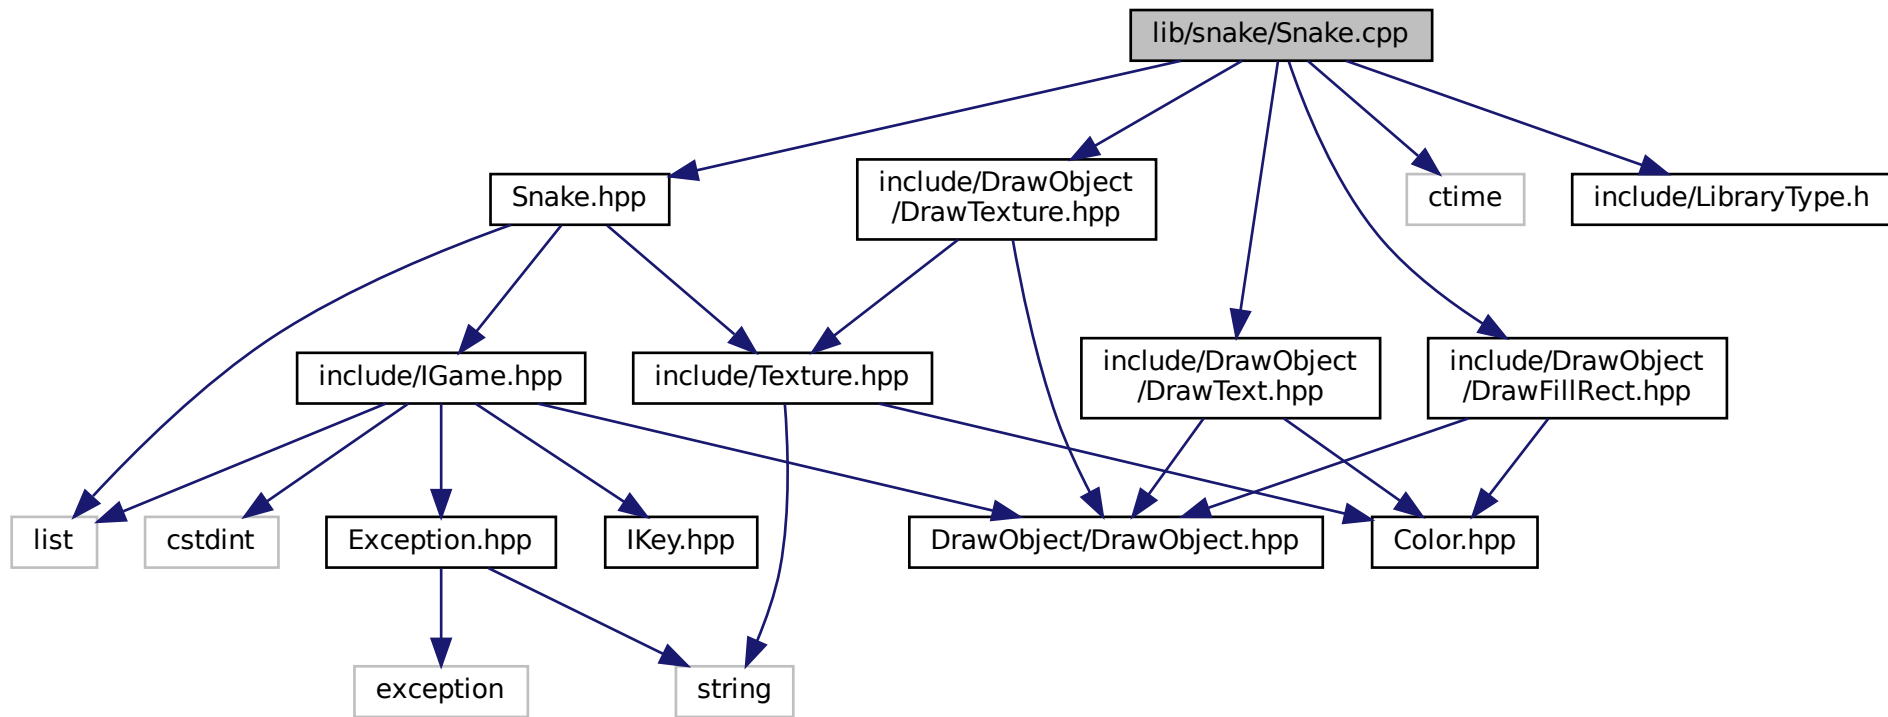 lib/snake/Snake.cpp
Snake.hpp
include/DrawObject
/DrawTexture.hpp
ctime
include/LibraryType.h
include/IGame.hpp
include/Texture.hpp
include/DrawObject
/DrawText.hpp
include/DrawObject
/DrawFillRect.hpp
list
cstdint
Exception.hpp
IKey.hpp
DrawObject/DrawObject.hpp
Color.hpp
exception
string